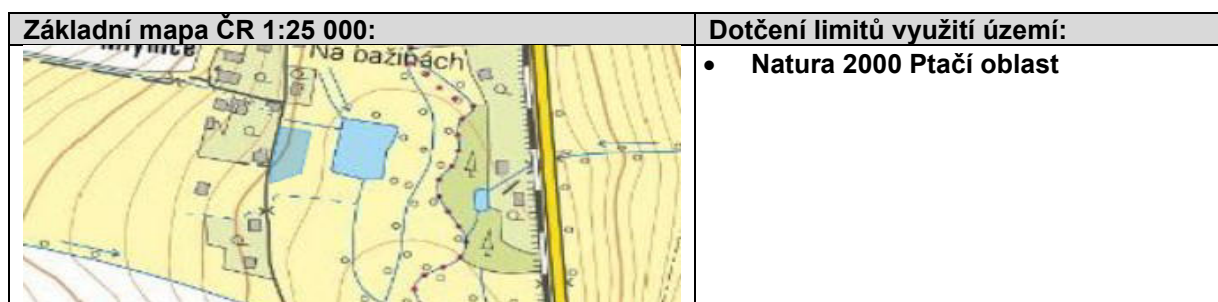 Základní mapa ČR 1:25 000:
Dotčení limitů využití území:
Na bažinách
• Natura 2000 Ptačí oblast